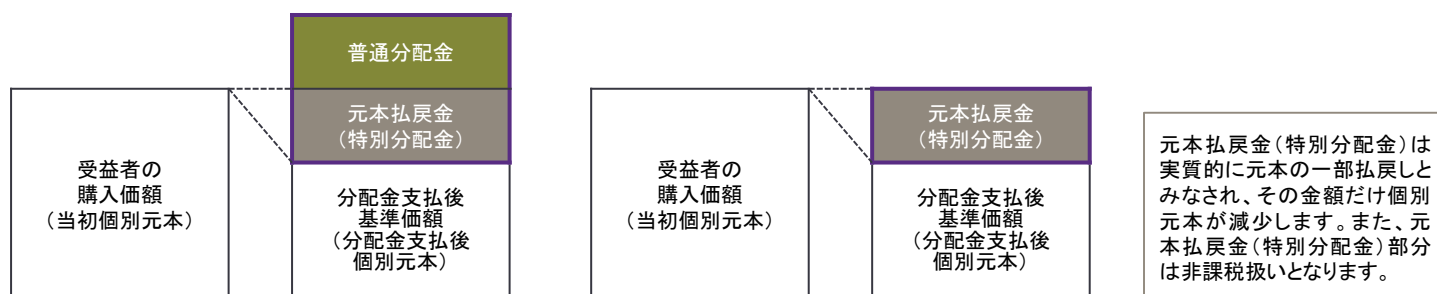 普通分配金
元本払戻金
（特別分配金）
受益者の
購入価額
（当初個別元本）
分配金支払後
基準価額
（分配金支払後
個別元本）
元本払戻金
（特別分配金）
受益者の
購入価額
（当初個別元本）
分配金支払後
基準価額
（分配金支払後
個別元本）
元本払戻金（特別分配金）は
実質的に元本の一部払戻しと
みなされ、その金額だけ個別
元本が減少します。また、元
本払戻金（特別分配金）部分
は非課税扱いとなります。